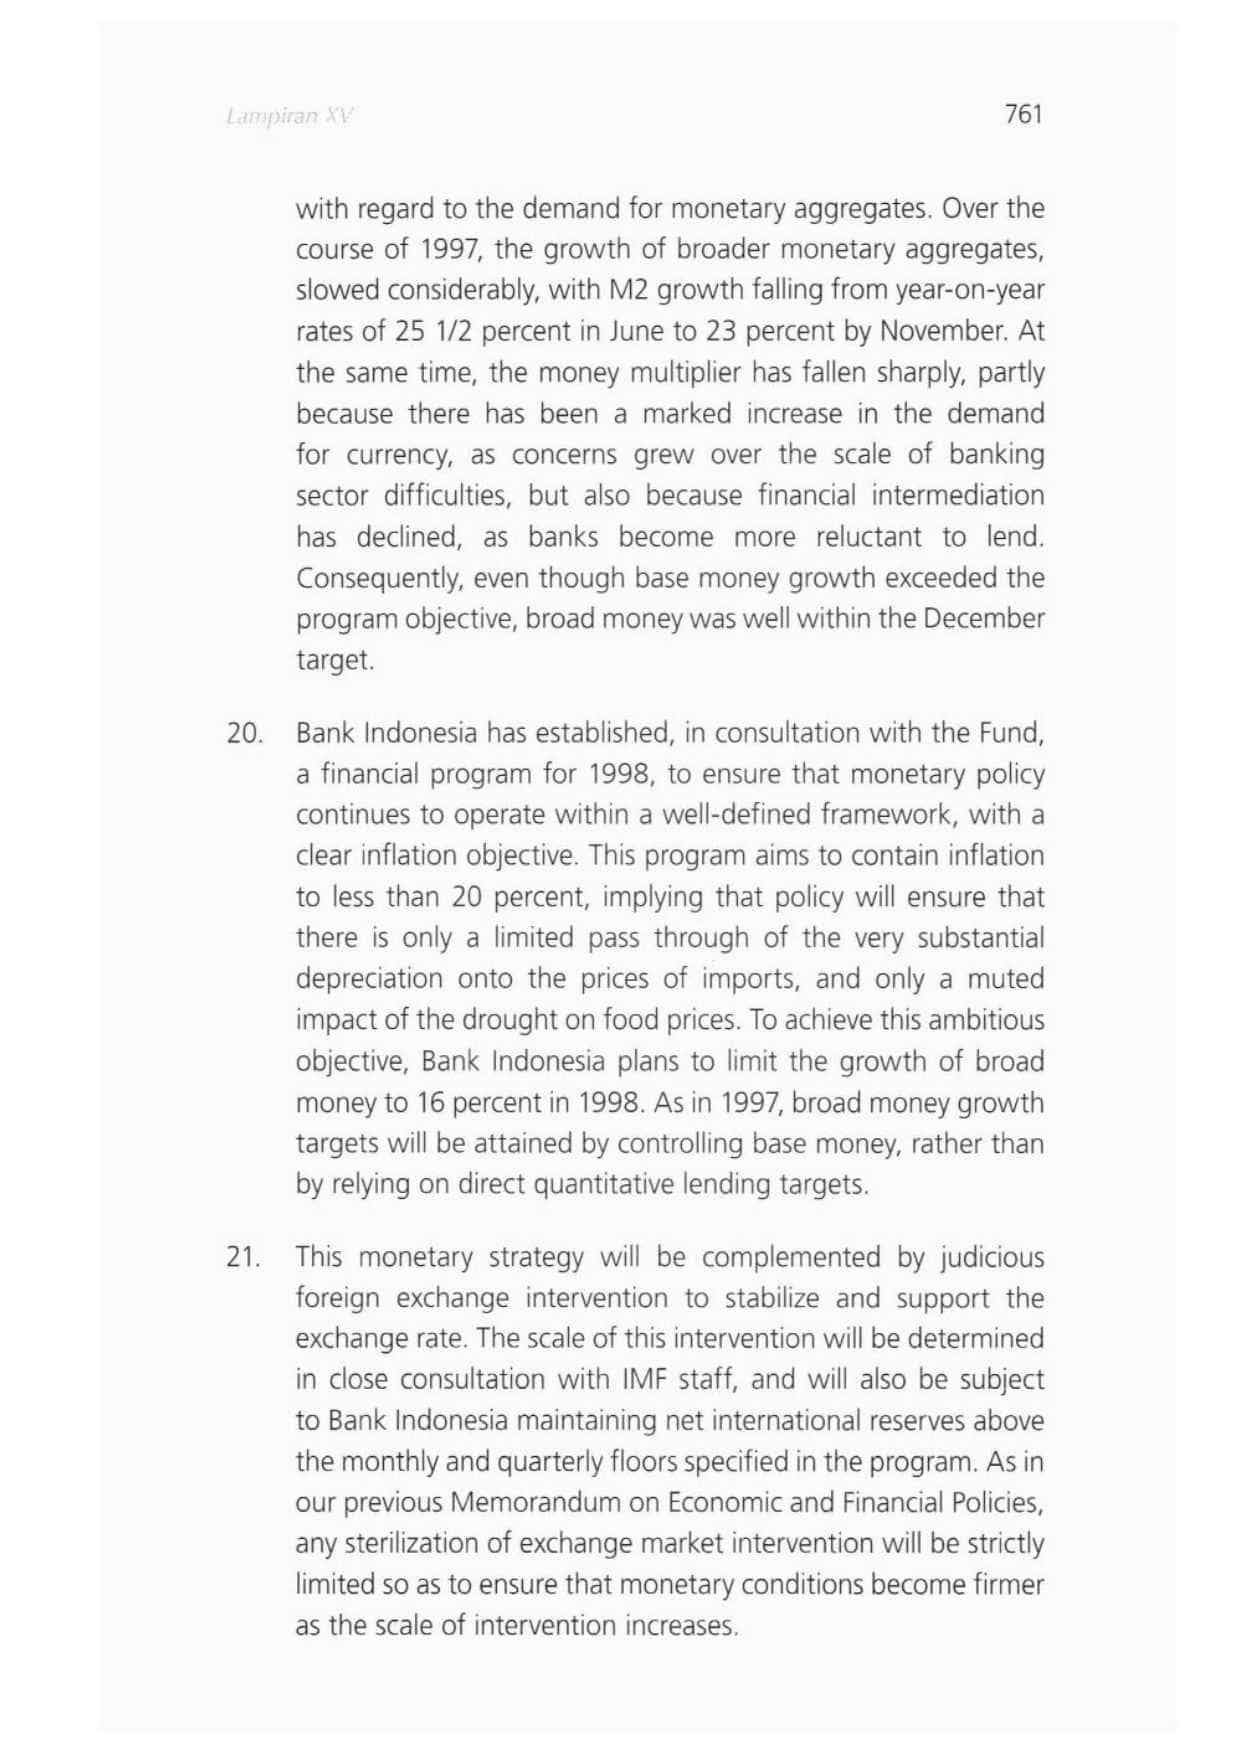 Lampiran XV 761
with regard to the demand for monetary aggregates. Over the
course of 1997, the growth of broader monetary aggregates,
slowed considerably, with M2 growth falling from year-on-year
rates of 25 1/2 percent in June to 23 percent by November. At
the same time, the money multiplier has fallen sharply, partly
because there has been a marked increase in the demand
for currency, as concerns grew over the scale of banking
sector difficulties, but also because financial intermediation
has declined, as banks become more reluctant to lend.
Consequently, even though base money growth exceeded the
program objective, broad money was well within the December
target.
20. Bank Indonesia has established, in consultation with the Fund,
a financial program for 1998, to ensure that monetary policy
continues to operate within a well-defined framework, with a
clear inflation objective. This program aims to contain inflation
to less than 20 percent, implying that policy will ensure that
there is only a limited pass through of the very substantial
depreciation onto the prices of imports, and only a muted
impact of the drought on food prices. To achieve this ambitious
objective, Bank Indonesia plans to limit the growth of broad
money to 16 percent in 1998. As in 1997, broad money growth
targets will be attained by controlling base money, rather than
by relying on direct quantitative lending targets.
21. This monetary strategy will be complemented by judicious
foreign exchange intervention to stabilize and support the
exchange rate. The scale of this intervention will be determined
in close consultation with IMF staff, and will also be subject
to Bank Indonesia maintaining net international reserves above
the monthly and quarterly floors specified in the program. As in
our previous Memorandum on Economic and Financial Policies,
any sterilization of exchange market intervention will be strictly
limited so as to ensure that monetary conditions become firmer
as the scale of intervention increases.